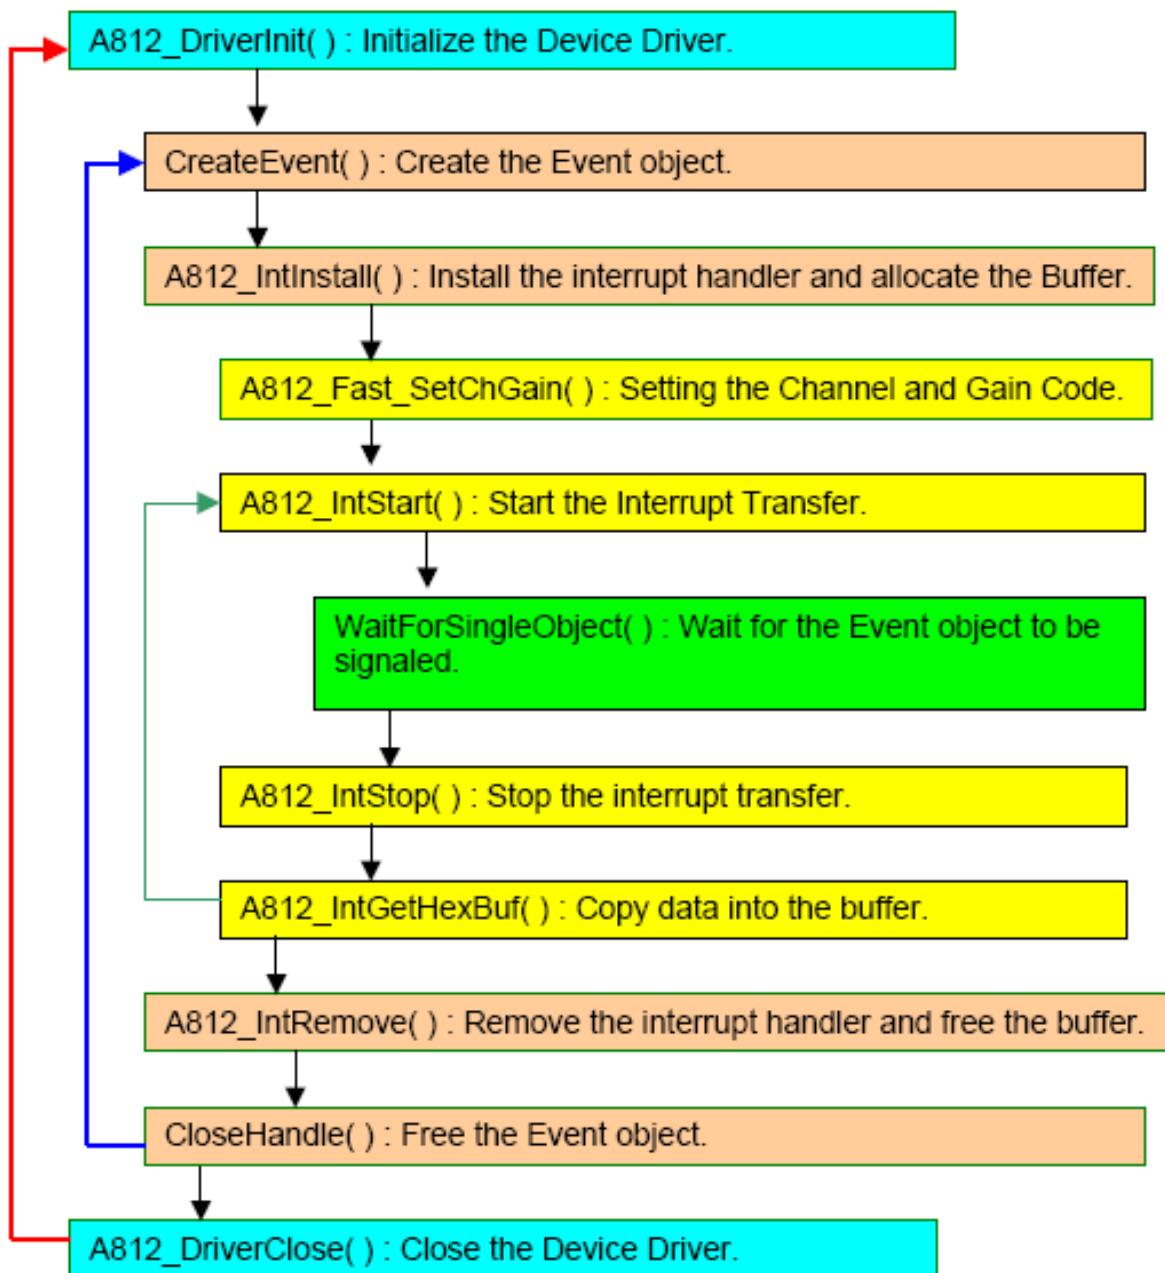 A812_DriverInit( ) : Initialize the Device Driver.
CreateEvent( ) : Create the Event object.
A812_IntInstall( ) : Install the interrupt handler and allocate the Buffer.
A812_Fast_SetChGain( ) : Setting the Channel and Gain Code.
A812_IntStart( ) : Start the Interrupt Transfer.
WaitForSingleObject( ) : Wait for the Event object to be
signaled.
A812_IntStop( ) : Stop the interrupt transfer.
A812_IntGetHexBuf( ) : Copy data into the buffer.
A812_IntRemove( ) : Remove the interrupt handler and free the buffer.
CloseHandle( ) : Free the Event object.
A812_DriverClose( ) : Close the Device Driver.